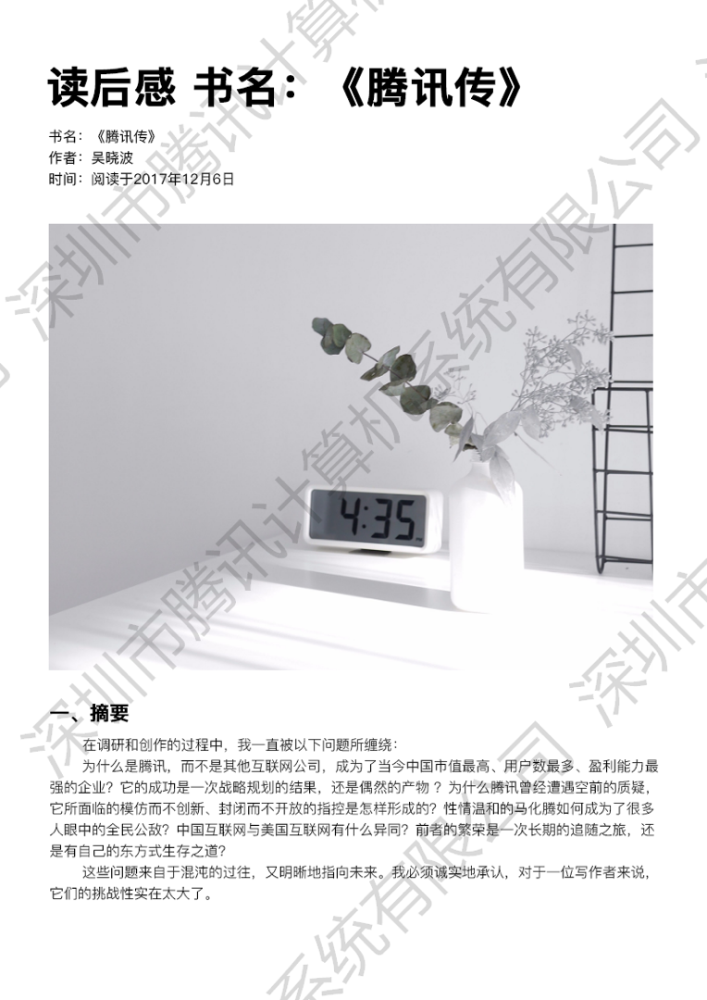 读后感 书名：《腾讯传》
书名：《腾讯传》
作者：吴晓波
时间：阅读于2017年12月6日
4:35
一、摘要
在调研和创作的过程中，我一直被以下问题所缠绕：
为什么是腾讯，而不是其他互联网公司，成为了当今中国市值最高、用户数最多、盈利能力最
强的企业？它的成功是一次战略规划的结果，还是偶然的产物 ？为什么腾讯曾经遭遇空前的质疑，
它所面临的模仿而不创新、封闭而不开放的指控是怎样形成的？性情温和的马化腾如何成为了很多
人眼中的全民公敌？中国互联网与美国互联网有什么异同？前者的繁荣是一次长期的追随之旅，还
是有自己的东方式生存之道？
这些问题来自于混沌的过往，又明晰地指向未来。我必须诚实地承认，对于一位写作者来说，
它们的挑战性实在太大了。
深圳市腾讯计算机系统有限公司
深圳市腾讯计算机
深圳市
系统有限公司
司